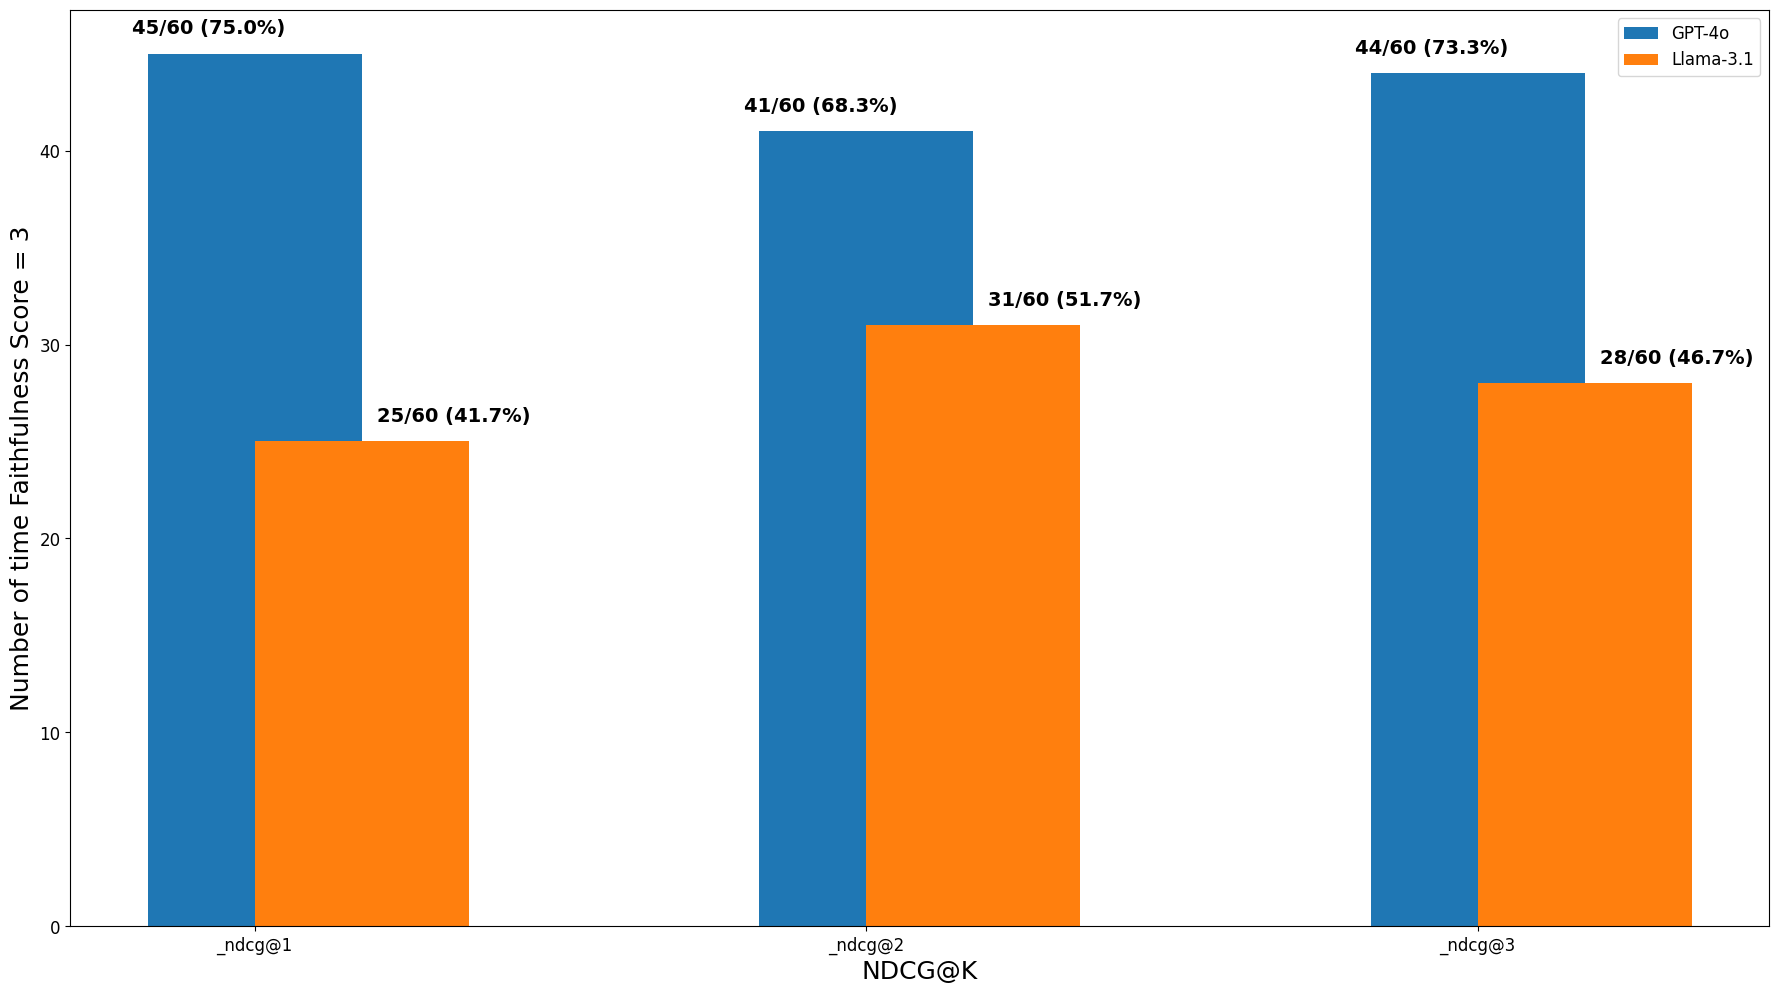 45/60 (75.0%)
41/60 (68.3%)
44/60 (73.3%)
GPT-4o
Llama-3.1
31/60 (51.7%)
28/60 (46.7%)
25/60 (41.7%)
Number of time Faithfulness Score = 3
40
30
20
10
0
_ndcg@1
_ndcg@2
_ndcg@3
NDCG@K